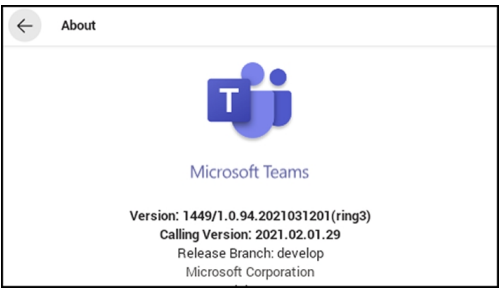 About
T
Microsoft Teams
Version: 1449/1.0.94.2021031201(ring3)
Calling Version: 2021.02.01.29
Release Branch: develop
Microsoft Corporation